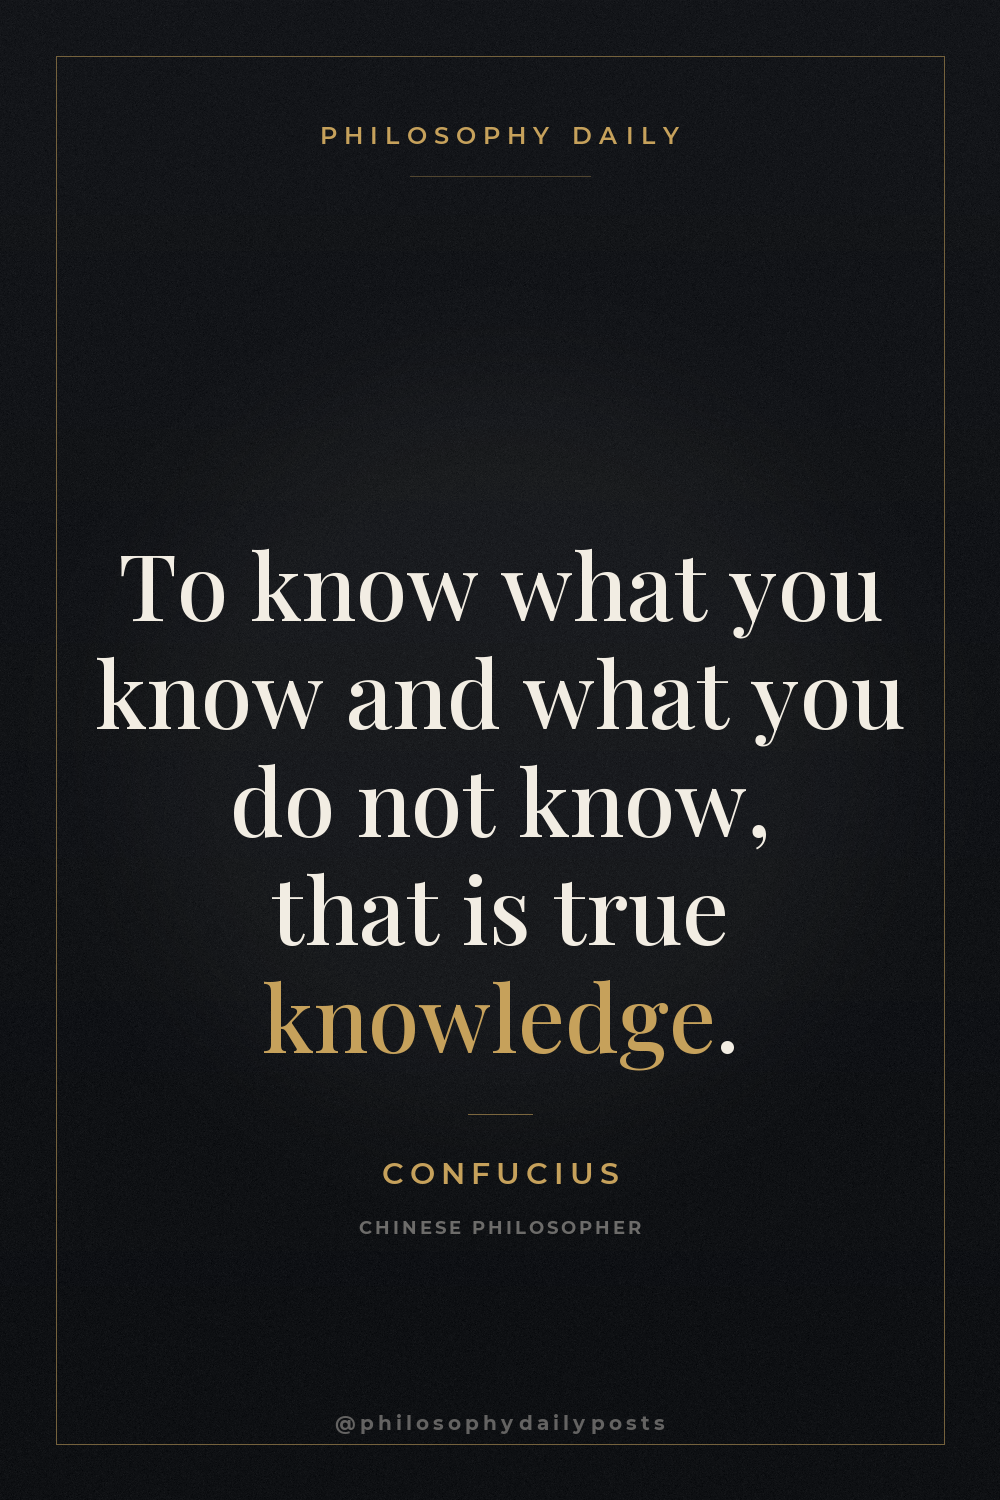 PHILOSOPHY DAILY
To know what you
know and what you
do not know,
that is true
knowledge.
CONFUCIUS
CHINESE PHILOSOPHER
@philosophydailyposts